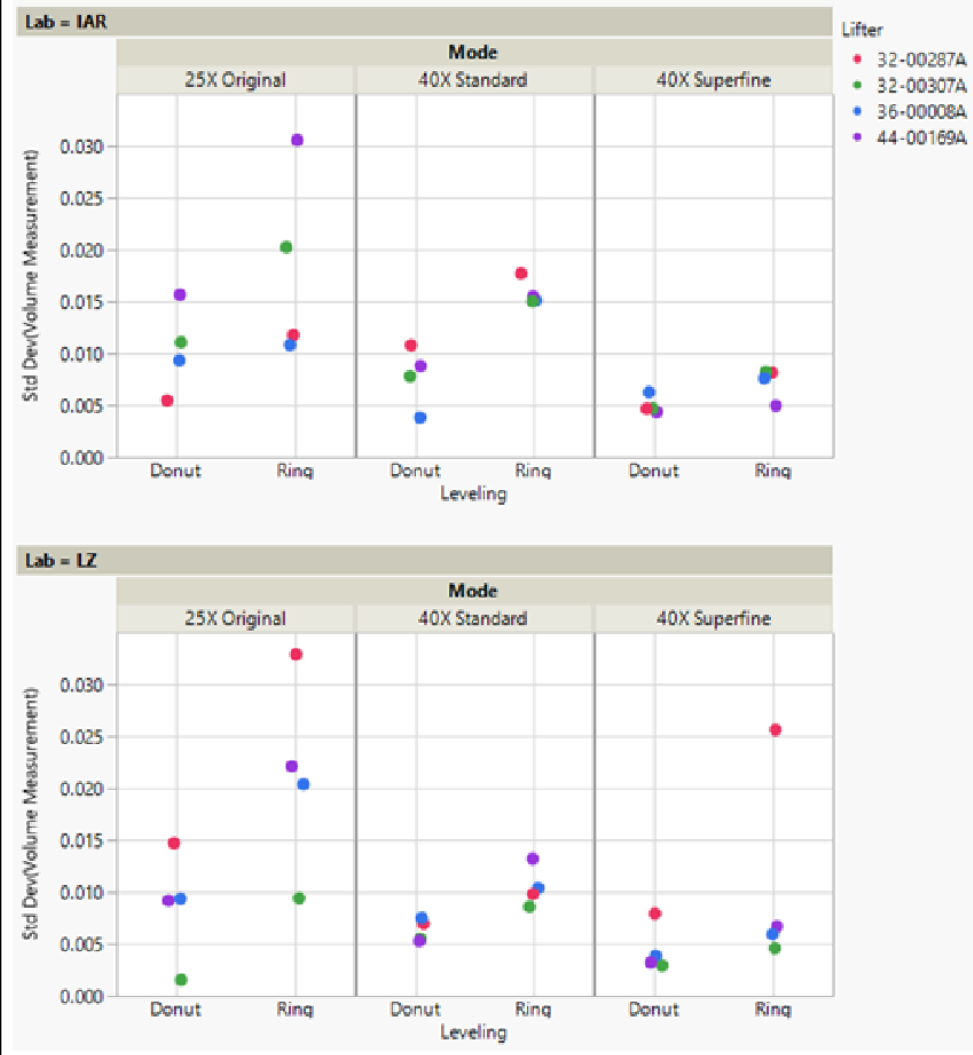 Lab = IAR
Lifter
32-00287A
32-00307A
36-00008A
44-00169A
Mode
25X Original 40X Standard 40X Superfine
Std Dev(Volume Measurement)
0.030
0.025
0.020
0.015
0.010
0.005
0.000
Donut Ring Donut Ring Donut Ring
Leveling
Lab = LZ
Mode
25X Original 40X Standard 40X Superfine
Std Dev(Volume Measurement)
0.030
0.025
0.020
0.015
0.010
0.005
0.000
Donut Ring Donut Ring Donut Ring
Leveling